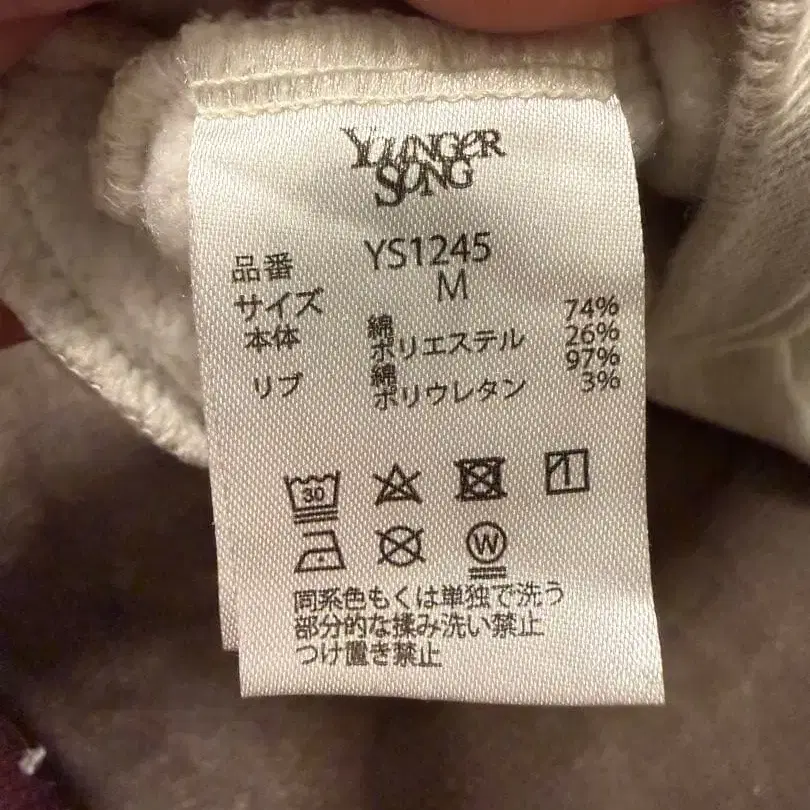 YOUNGER
SONG
品番 YS1245
サイズ M
本体 綿 74%
ポリエステル 26%
リブ 綿 97%
ポリウレタン 3%
30
W
同系色もくは単独で洗う
部分的な揉み洗い禁止
つけ置き禁止